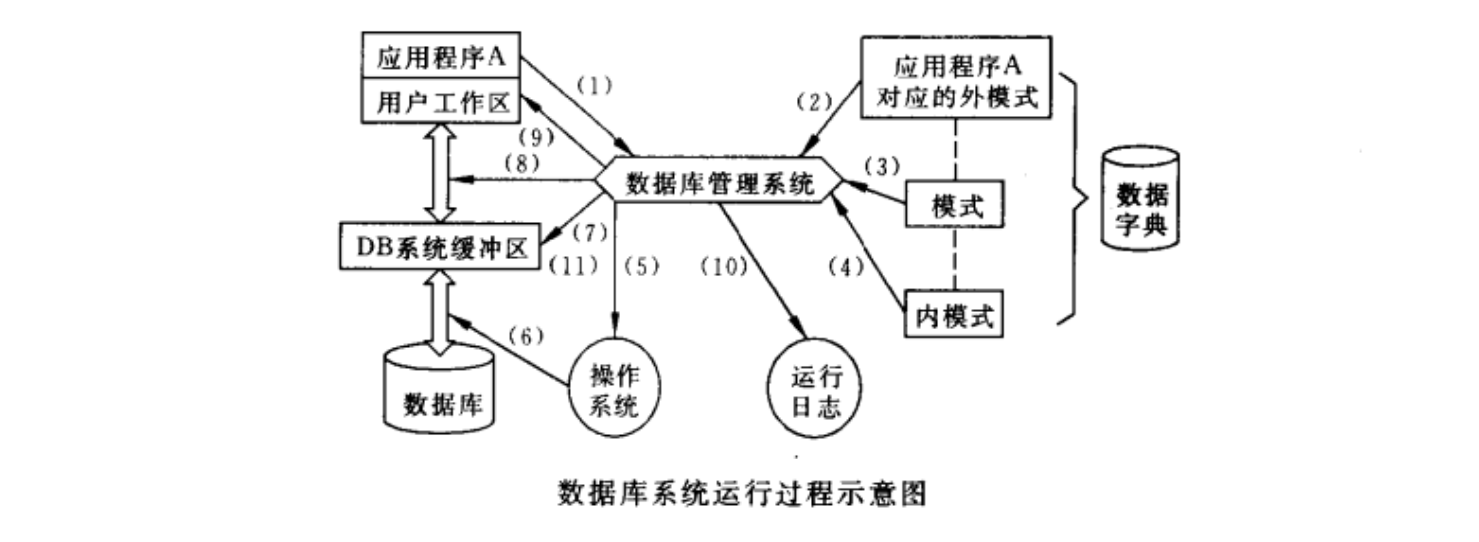 应用程序A
用户工作区
(1)
(2)
应用程序A
对应的外模式
(9)
(8)
数据库管理系统
(3)
模式
数据
字典
DB系统缓冲区
(7)
(11)
(5)
(10)
(4)
内模式
(6)
数据库
操作
系统
运行
日志
数据库系统运行过程示意图